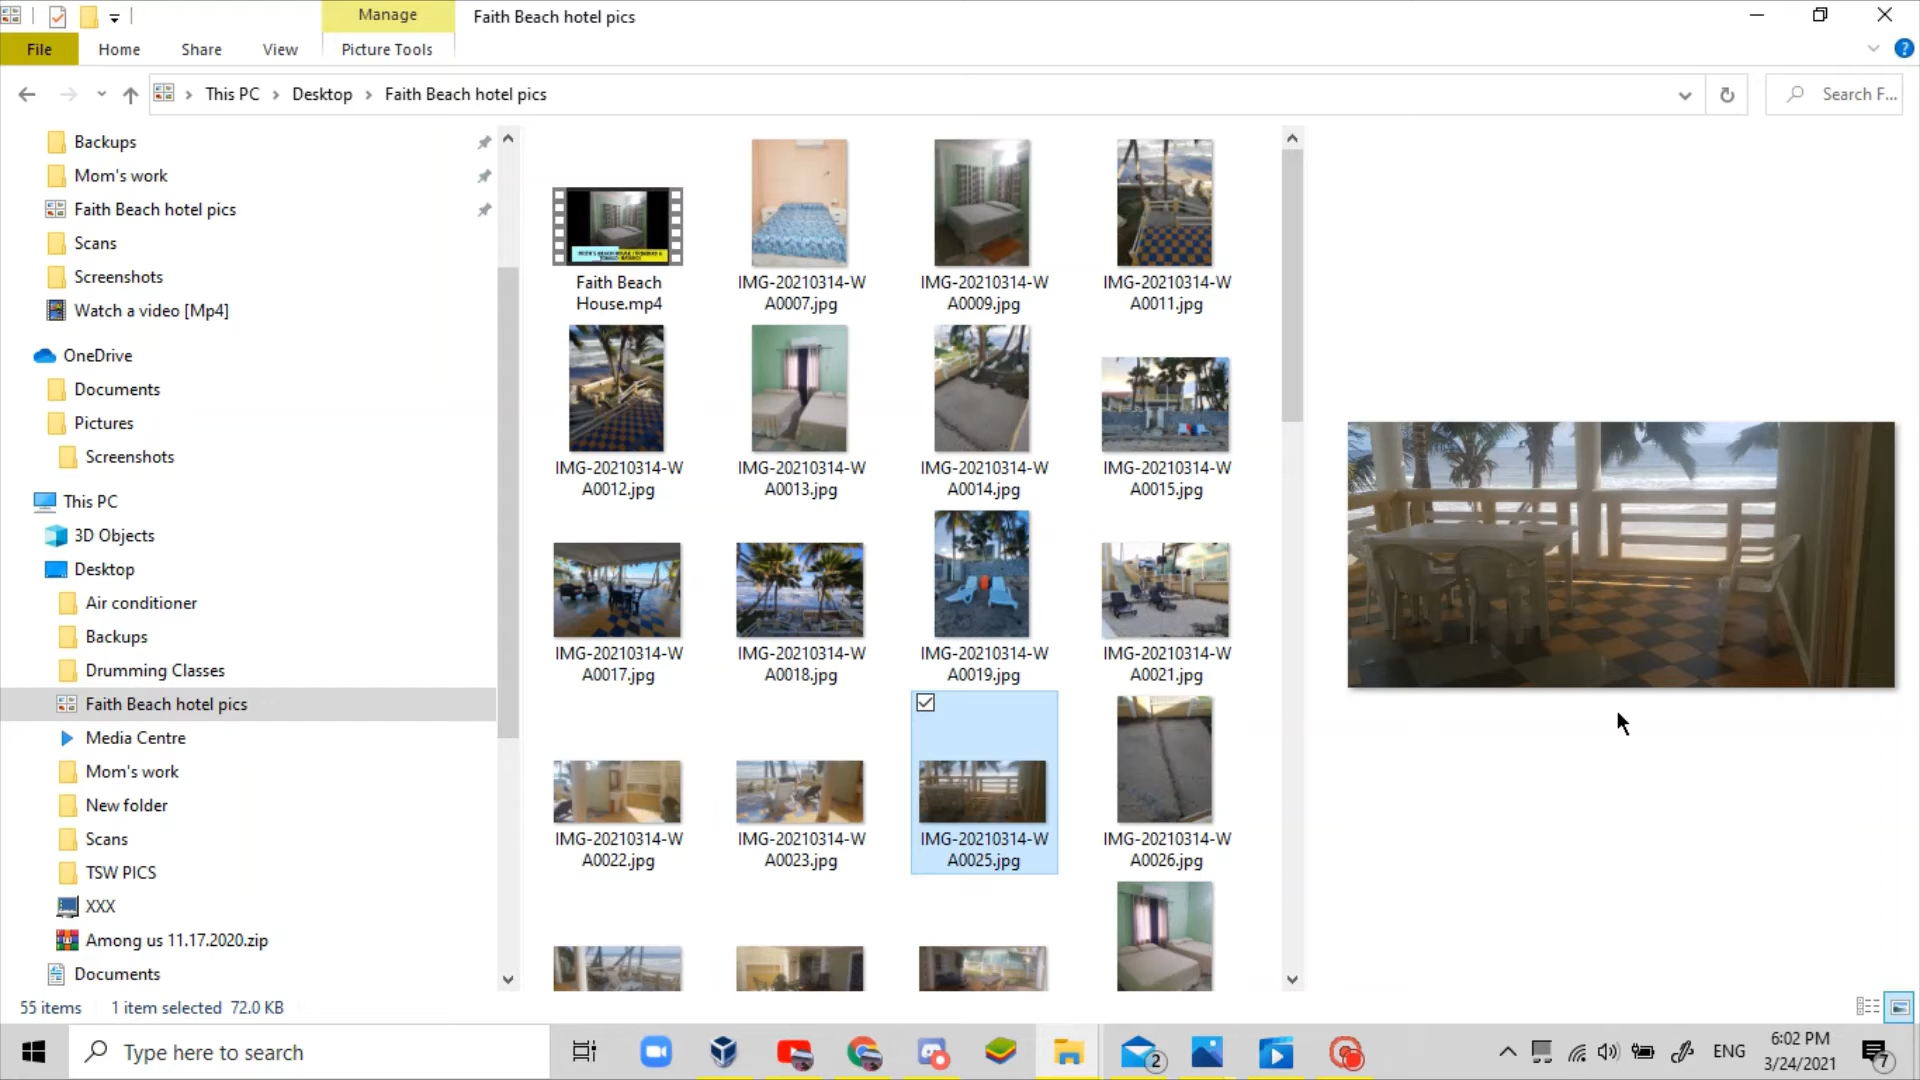 Manage
Faith Beach hotel pics
File
Home
Share
View
Picture Tools
This PC
Desktop
Faith Beach hotel pics
Search F...
Backups
Mom's work
Faith Beach hotel pics
Scans
Screenshots
Watch a video [Mp4]
OneDrive
Documents
Pictures
Screenshots
This PC
3D Objects
Desktop
Air conditioner
Backups
Drumming Classes
Faith Beach hotel pics
Media Centre
Mom's work
New folder
Scans
TSW PICS
XXX
Among us 11.17.2020.zip
Documents
Faith Beach
House.mp4
IMG-20210314-W
A0007.jpg
IMG-20210314-W
A0009.jpg
IMG-20210314-W
A0011.jpg
IMG-20210314-W
A0012.jpg
IMG-20210314-W
A0013.jpg
IMG-20210314-W
A0014.jpg
IMG-20210314-W
A0015.jpg
IMG-20210314-W
A0017.jpg
IMG-20210314-W
A0018.jpg
IMG-20210314-W
A0019.jpg
IMG-20210314-W
A0021.jpg
IMG-20210314-W
A0022.jpg
IMG-20210314-W
A0023.jpg
IMG-20210314-W
A0025.jpg
IMG-20210314-W
A0026.jpg
55 items
1 item selected 72.0 KB
Type here to search
2
ENG
6:02 PM
3/24/2021
7